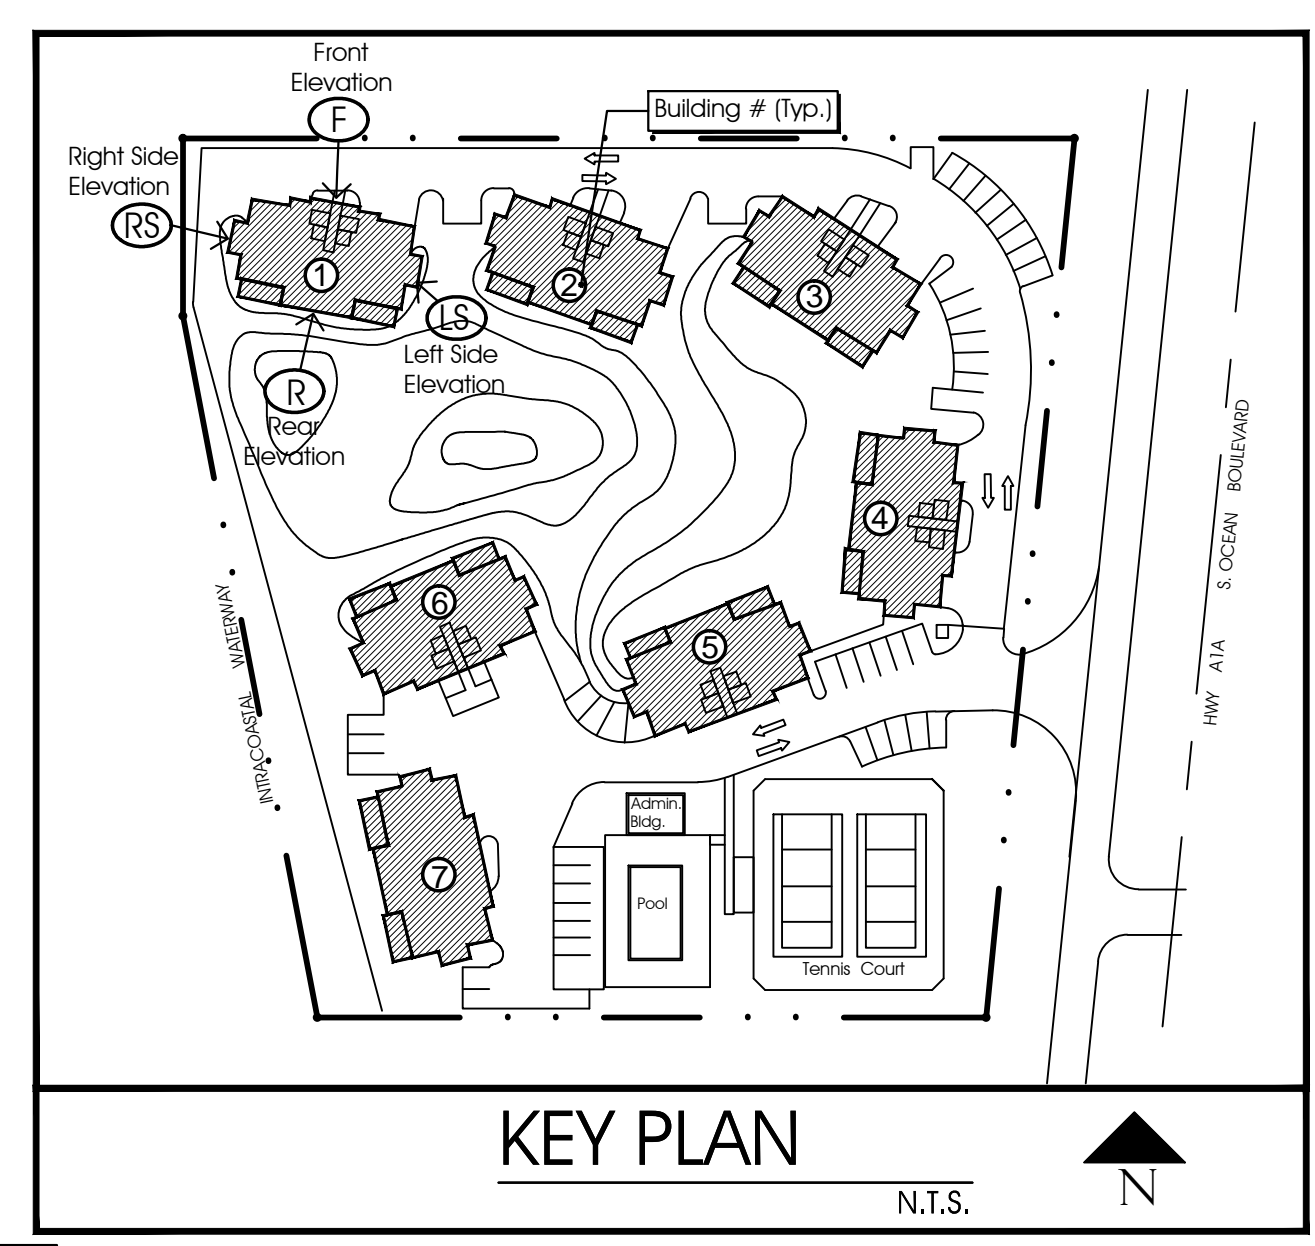 Front
Elevation
F
Building # (Typ.)
Right Side
Elevation
RS
1
2
3
LS
Left Side
Elevation
R
Rear
Elevation
4
S. OCEAN BOULEVARD
HWY A1A
INTRACOASTAL WATERWAY
6
5
Admin.
Bldg.
7
Pool
Tennis Court
KEY PLAN
N.T.S.
N